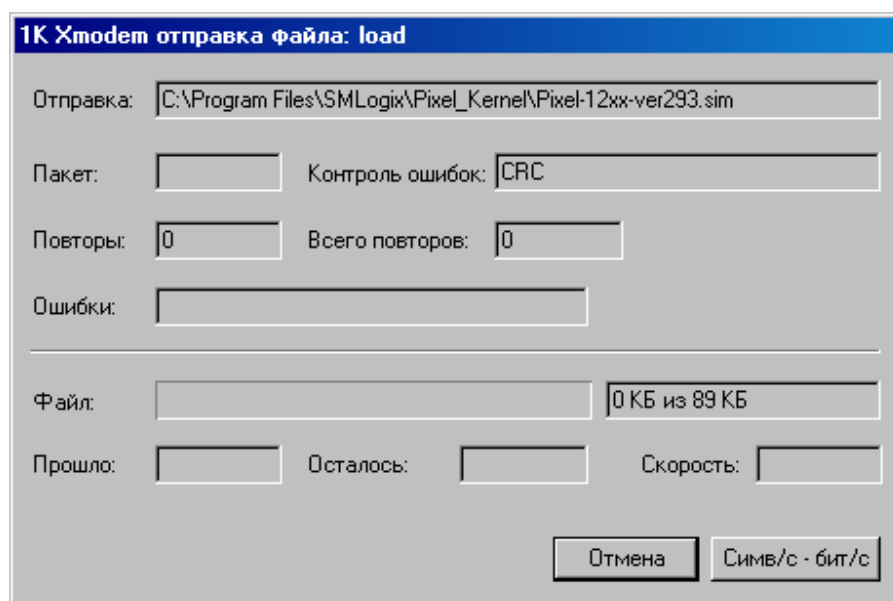 1K Xmodem отправка файла: load
Отправка: C:\Program Files\SMLogix\Pixel_Kernel\Pixel-12xx-ver293.sim
Пакет: Контроль ошибок: CRC
Повторы: 0 Всего повторов: 0
Ошибки:
Файл: 0 КБ из 89 КБ
Прошло: Осталось: Скорость:
Отмена Симв/с - бит/с